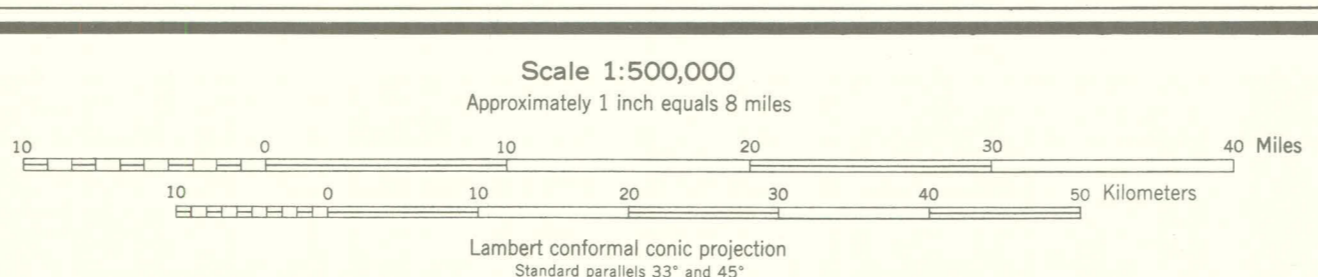 Scale 1:500,000
Approximately 1 inch equals 8 miles
10 0 10 20 30 40 Miles
10 0 10 20 30 40 50 Kilometers
Lambert conformal conic projection
Standard parallels 33° and 45°